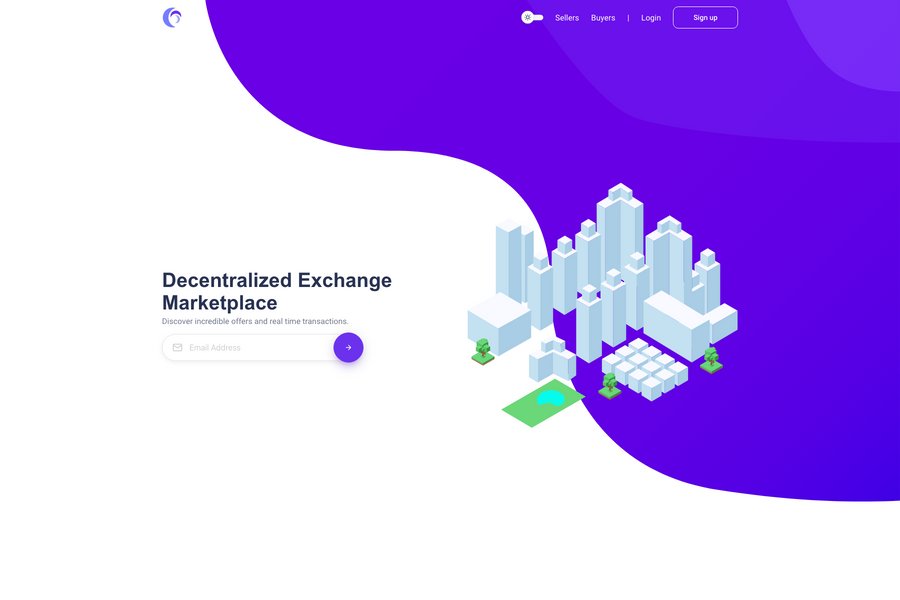 Sellers Buyers | Login Sign up
Decentralized Exchange
Marketplace
Discover incredible offers and real time transactions.
Email Address